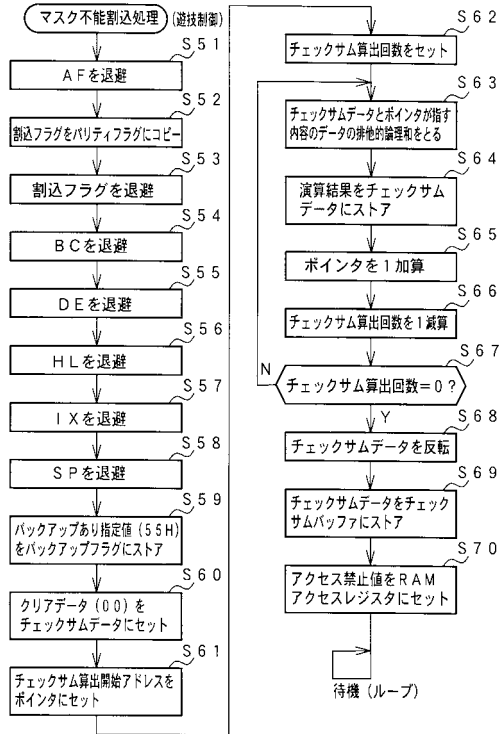 マスク不能割込処理
(遊技制御)
S51
AFを退避
S52
割込フラグをパリティフラグにコピー
S53
割込フラグを退避
S54
BCを退避
S55
DEを退避
S56
HLを退避
S57
IXを退避
S58
SPを退避
S59
バックアップあり指定値(55H)
をバックアップフラグにストア
S60
クリアデータ(00)を
チェックサムデータにセット
S61
チェックサム算出開始アドレスを
ポインタにセット
S62
チェックサム算出回数をセット
S63
チェックサムデータとポインタが指す
内容のデータの排他的論理和をとる
S64
演算結果をチェックサム
データにストア
S65
ポインタを1加算
S66
チェックサム算出回数を1減算
S67
N
チェックサム算出回数=0?
Y
S68
チェックサムデータを反転
S69
チェックサムデータをチェック
サムバッファにストア
S70
アクセス禁止値をRAM
アクセスレジスタにセット
待機(ループ)